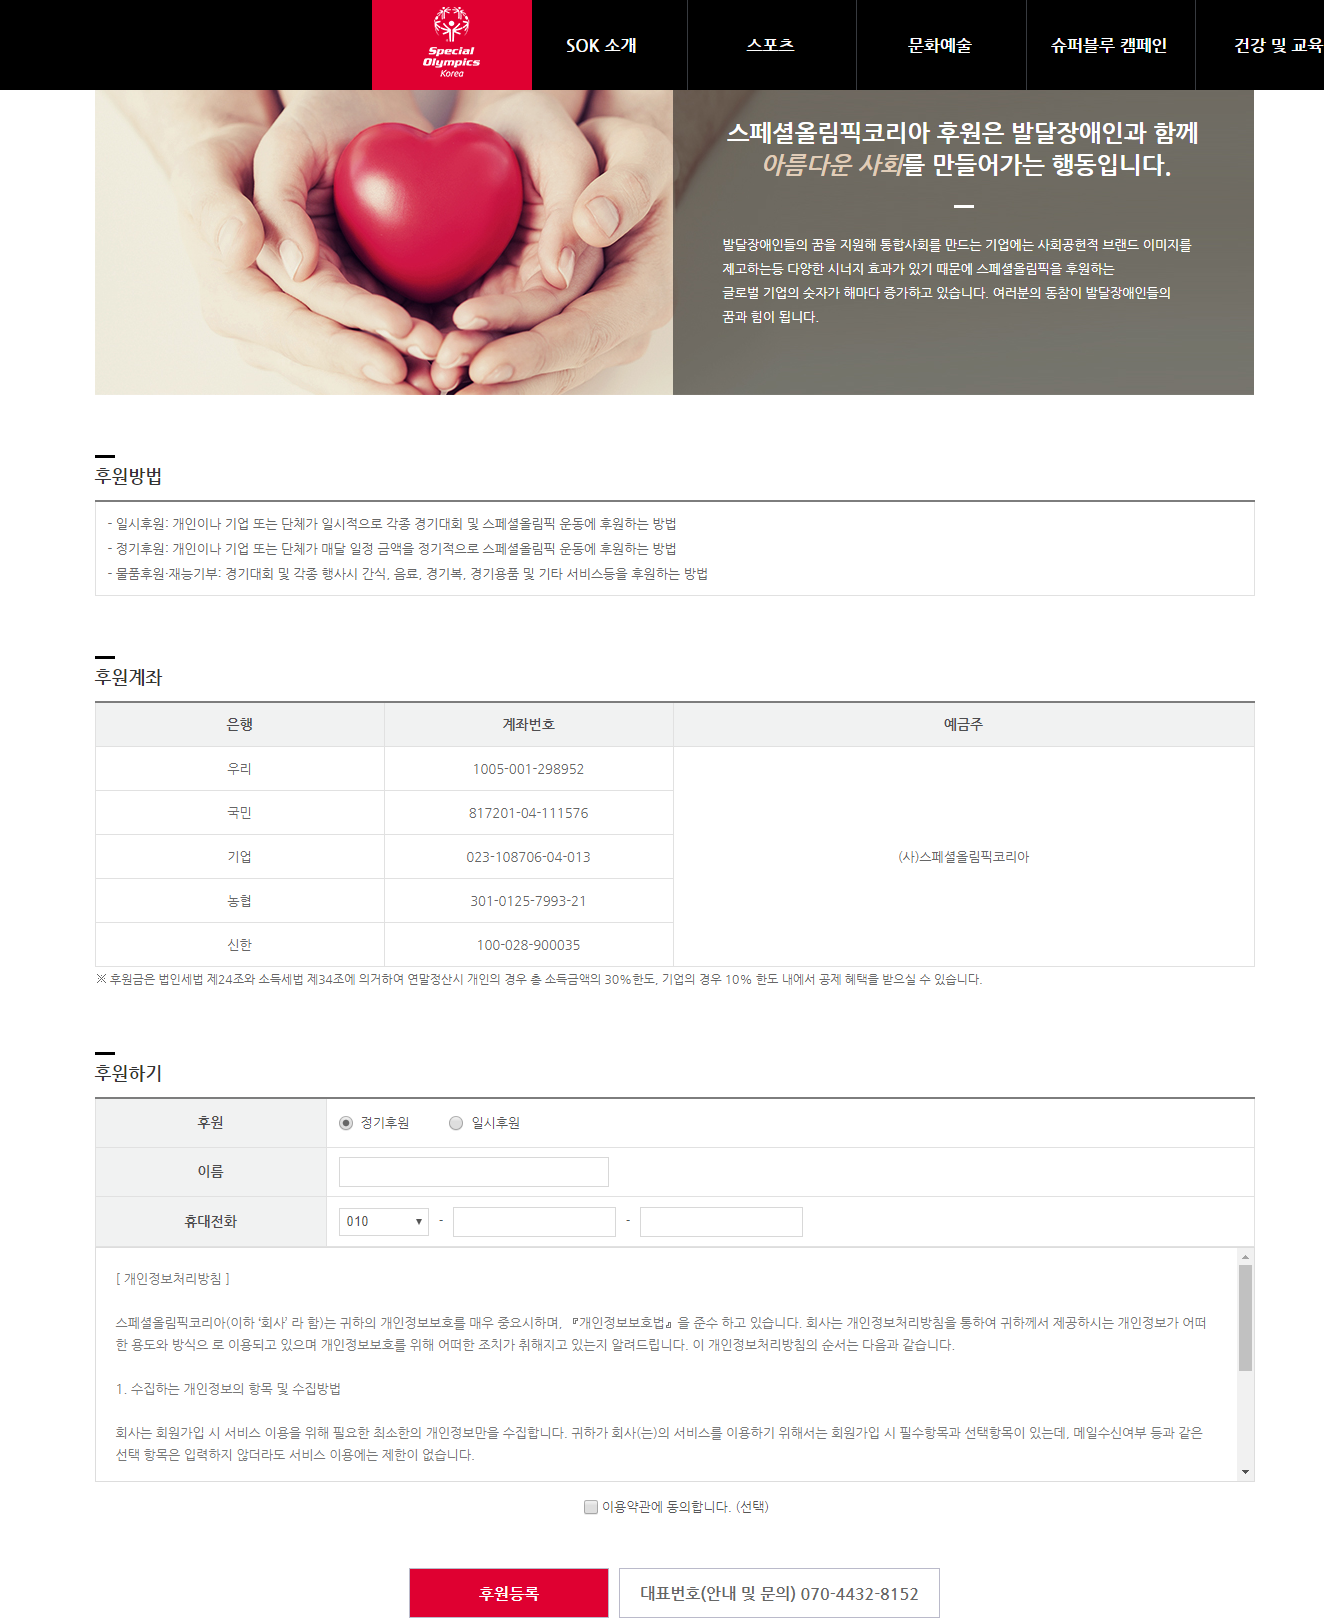 Special
Olympics
Korea
SOK 소개
스포츠
문화예술
슈퍼블루 캠페인
건강 및 교육
스페셜올림픽코리아 후원은 발달장애인과 함께
아름다운 사회를 만들어가는 행동입니다.
발달장애인들의 꿈을 지원해 통합사회를 만드는 기업에는 사회공헌적 브랜드 이미지를
제고하는등 다양한 시너지 효과가 있기 때문에 스페셜올림픽을 후원하는
글로벌 기업의 숫자가 해마다 증가하고 있습니다. 여러분의 동참이 발달장애인들의
꿈과 힘이 됩니다.
후원방법
- 일시후원: 개인이나 기업 또는 단체가 일시적으로 각종 경기대회 및 스페셜올림픽 운동에 후원하는 방법
- 정기후원: 개인이나 기업 또는 단체가 매달 일정 금액을 정기적으로 스페셜올림픽 운동에 후원하는 방법
- 물품후원·재능기부: 경기대회 및 각종 행사시 간식, 음료, 경기복, 경기용품 및 기타 서비스등을 후원하는 방법
후원계좌
은행 계좌번호 예금주
우리 1005-001-298952
국민 817201-04-111576
기업 023-108706-04-013 (사)스페셜올림픽코리아
농협 301-0125-7993-21
신한 100-028-900035
※ 후원금은 법인세법 제24조와 소득세법 제34조에 의거하여 연말정산시 개인의 경우 총 소득금액의 30%한도, 기업의 경우 10% 한도 내에서 공제 혜택을 받으실 수 있습니다.
후원하기
후원 정기후원 일시후원
이름
휴대전화 010 - -
[ 개인정보처리방침 ]
스페셜올림픽코리아(이하 ‘회사’ 라 함)는 귀하의 개인정보보호를 매우 중요시하며, 『개인정보보호법』을 준수 하고 있습니다. 회사는 개인정보처리방침을 통하여 귀하께서 제공하시는 개인정보가 어떠
한 용도와 방식으 로 이용되고 있으며 개인정보보호를 위해 어떠한 조치가 취해지고 있는지 알려드립니다. 이 개인정보처리방침의 순서는 다음과 같습니다.
1. 수집하는 개인정보의 항목 및 수집방법
회사는 회원가입 시 서비스 이용을 위해 필요한 최소한의 개인정보만을 수집합니다. 귀하가 회사(는)의 서비스를 이용하기 위해서는 회원가입 시 필수항목과 선택항목이 있는데, 메일수신여부 등과 같은
선택 항목은 입력하지 않더라도 서비스 이용에는 제한이 없습니다.
이용약관에 동의합니다. (선택)
후원등록
대표번호(안내 및 문의) 070-4432-8152